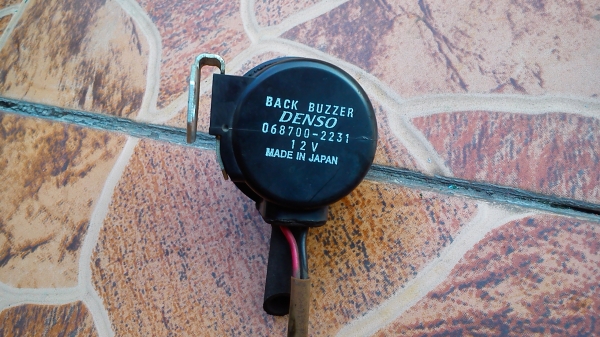 BACK BUZZER
DENSO
068700-2231
12V
MADE IN JAPAN